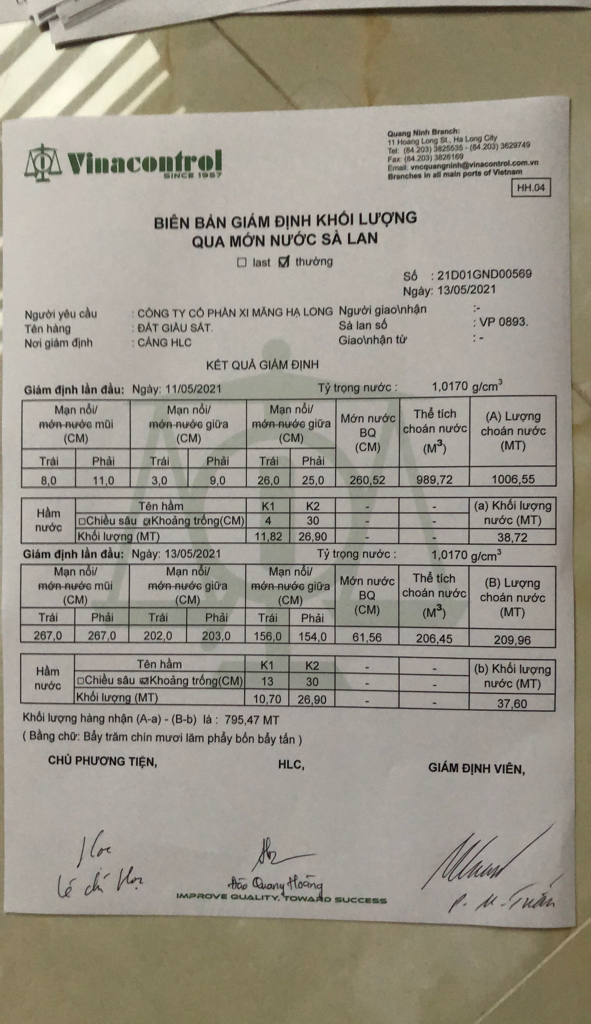 Vinacontrol
SINCE 1957
Quang Ninh Branch:
11 Hoang Long St., Ha Long City
Tel: (84.203) 3825535 - (84.203) 3629749
Fax: (84.203) 3826169
Email: vncquangninh@vinacontrol.com.vn
Branches in all main ports of Vietnam
HH.04
BIÊN BẢN GIÁM ĐỊNH KHỐI LƯỢNG
QUA MỚN NƯỚC SÀ LAN
☐ last ☑ thường
Số : 21D01GND00569
Ngày: 13/05/2021
Người yêu cầu : CÔNG TY CỔ PHẦN XI MĂNG HẠ LONG Người giao\nhận :-
Tên hàng : ĐẤT GIÀU SẮT. Sà lan số : VP 0893.
Nơi giám định : CẢNG HLC Giao\nhận từ : -
KẾT QUẢ GIÁM ĐỊNH
Giám định lần đầu: Ngày: 11/05/2021 Tỷ trọng nước : 1,0170 g/cm³
Mạn nổi/ Mạn nổi/ Mạn nổi/ Mớn nước Thể tích (A) Lượng
món nước mũi món nước giữa món nước giữa BQ choán nước choán nước
(CM) (CM) (CM) (CM) (M³) (MT)
Trái Phải Trái Phải Trái Phải
8,0 11,0 3,0 9,0 26,0 25,0 260,52 989,72 1006,55
Hầm nước Tên hầm K1 K2 - - (a) Khối lượng nước (MT)
☐Chiều sâu ☑Khoảng trống(CM) 4 30 - -
Khối lượng (MT) 11,82 26,90 - - 38,72
Giám định lần đầu: Ngày: 13/05/2021 Tỷ trọng nước : 1,0170 g/cm³
Mạn nổi/ Mạn nổi/ Mạn nổi/ Mớn nước Thể tích (B) Lượng
món nước mũi món nước giữa món nước giữa BQ choán nước choán nước
(CM) (CM) (CM) (CM) (M³) (MT)
Trái Phải Trái Phải Trái Phải
267,0 267,0 202,0 203,0 156,0 154,0 61,56 206,45 209,96
Hầm nước Tên hầm K1 K2 - - (b) Khối lượng nước (MT)
☐Chiều sâu ☑Khoảng trống(CM) 13 30 - -
Khối lượng (MT) 10,70 26,90 - - 37,60
Khối lượng hàng nhận (A-a) - (B-b) là : 795,47 MT
( Bằng chữ: Bẩy trăm chín mươi lăm phẩy bốn bẩy tấn )
CHỦ PHƯƠNG TIỆN, HLC, GIÁM ĐỊNH VIÊN,
Lê chí Học Đào Quang Hoàng P. M. Tuấn
IMPROVE QUALITY, TOWARD SUCCESS